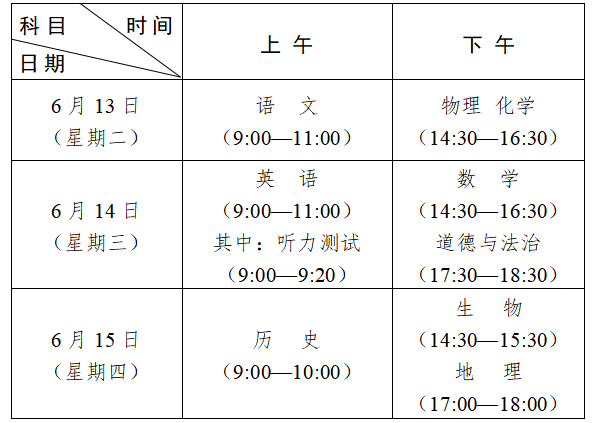 科目 时间
日期
上 午
下 午
6 月 13 日
（星期二）
语 文
（9:00—11:00）
物理 化学
（14:30—16:30）
6 月 14 日
（星期三）
英 语
（9:00—11:00）
其中：听力测试
（9:00—9:20）
数 学
（14:30—16:30）
道德与法治
（17:30—18:30）
6 月 15 日
（星期四）
历 史
（9:00—10:00）
生 物
（14:30—15:30）
地 理
（17:00—18:00）